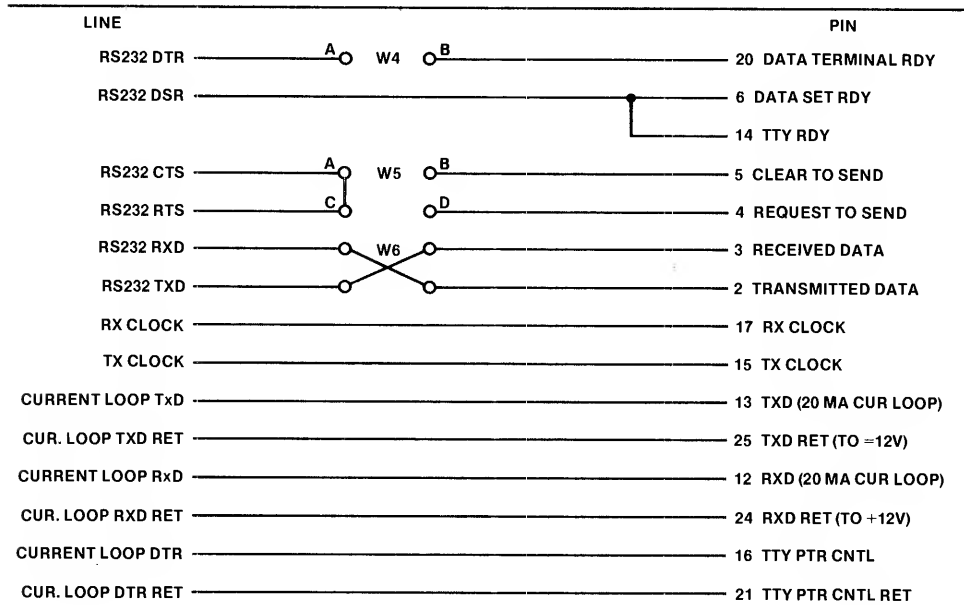 LINE PIN
RS232 DTR A W4 B 20 DATA TERMINAL RDY
RS232 DSR 6 DATA SET RDY
14 TTY RDY
RS232 CTS A W5 B 5 CLEAR TO SEND
RS232 RTS C D 4 REQUEST TO SEND
RS232 RXD W6 3 RECEIVED DATA
RS232 TXD 2 TRANSMITTED DATA
RX CLOCK 17 RX CLOCK
TX CLOCK 15 TX CLOCK
CURRENT LOOP TxD 13 TXD (20 MA CUR LOOP)
CUR. LOOP TXD RET 25 TXD RET (TO =12V)
CURRENT LOOP RxD 12 RXD (20 MA CUR LOOP)
CUR. LOOP RXD RET 24 RXD RET (TO +12V)
CURRENT LOOP DTR 16 TTY PTR CNTL
CUR. LOOP DTR RET 21 TTY PTR CNTL RET